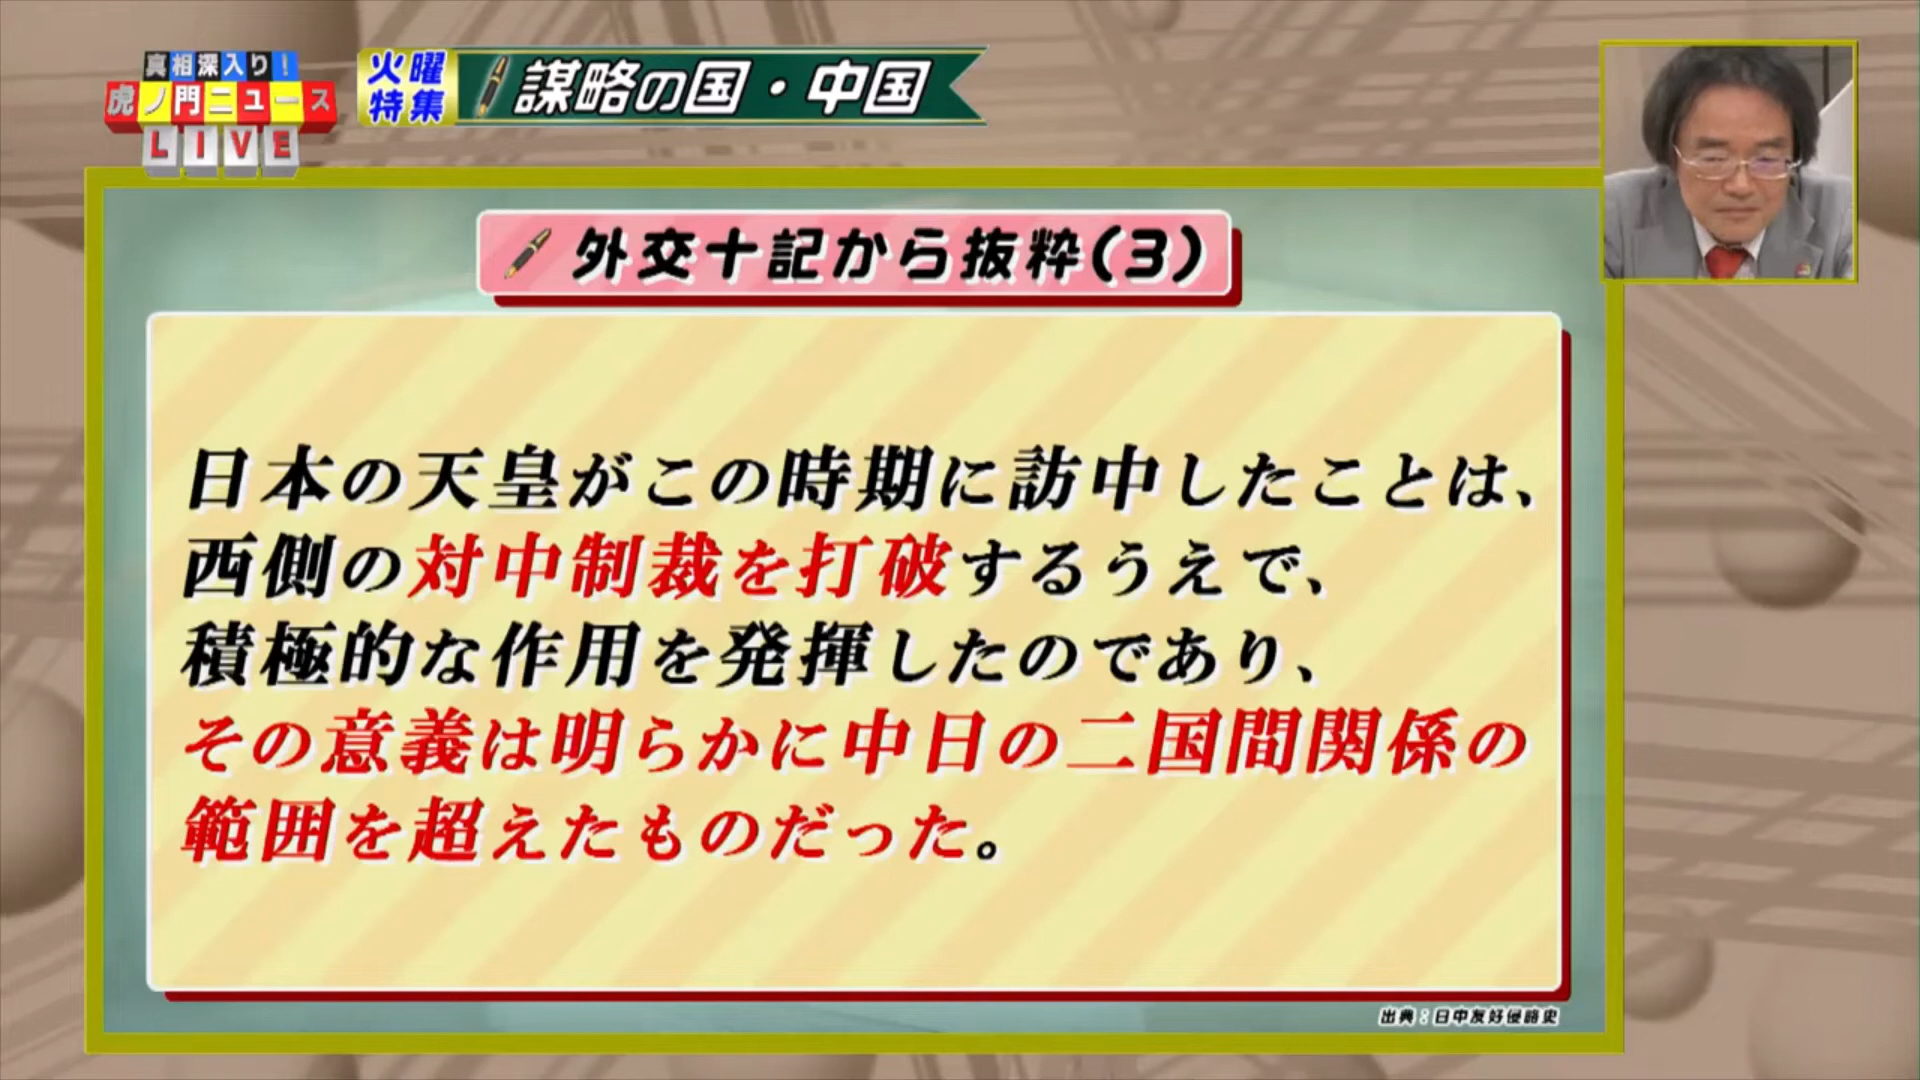 真相深入り!
虎ノ門ニュース
LIVE
火曜
特集
謀略の国・中国
外交十記から抜粋(3)
日本の天皇がこの時期に訪中したことは、
西側の対中制裁を打破するうえで、
積極的な作用を発揮したのであり、
その意義は明らかに中日の二国間関係の
範囲を超えたものだった。
出典:日中友好侵略史